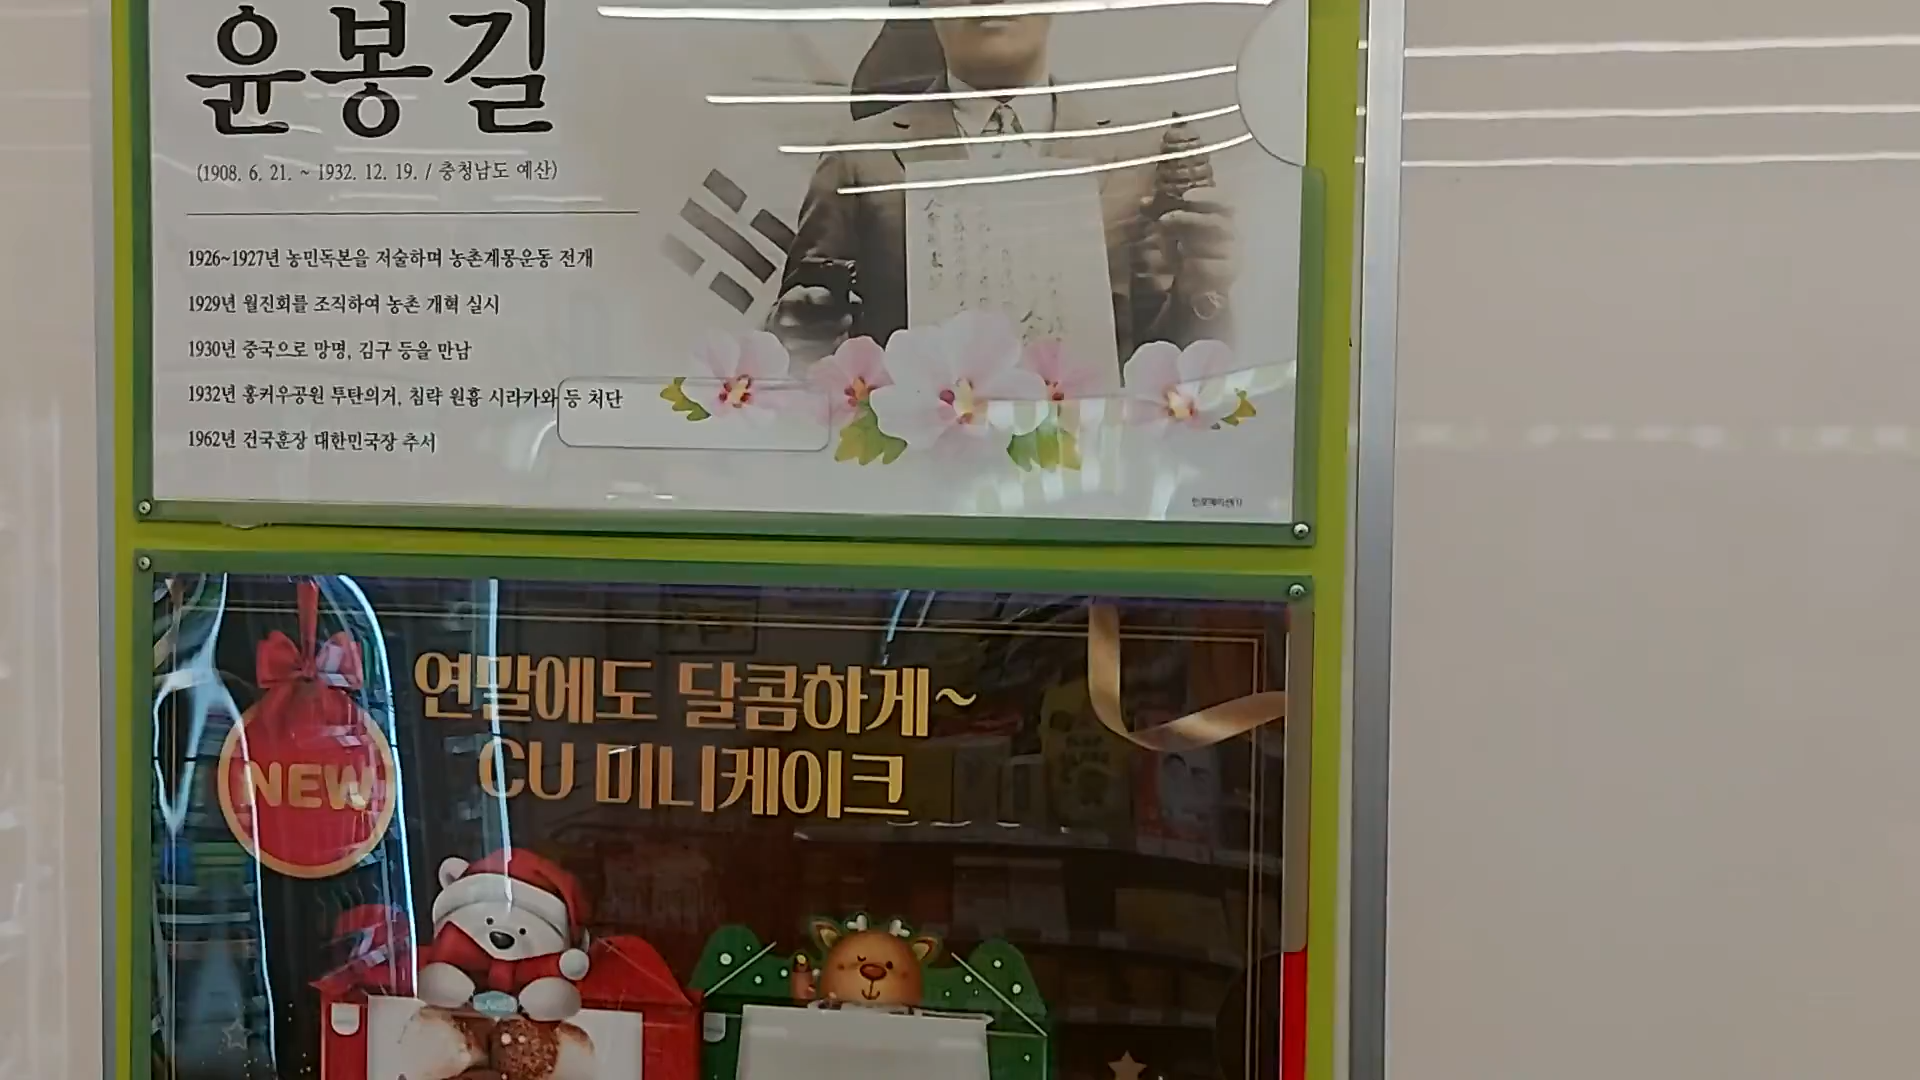 윤봉길
(1908. 6. 21. ~ 1932. 12. 19. / 충청남도 예산)
1926~1927년 농민독본을 저술하며 농촌계몽운동 전개
1929년 월진회를 조직하여 농촌 개혁 실시
1930년 중국으로 망명, 김구 등을 만남
1932년 홍커우공원 투탄의거, 침략 원흉 시라카와 등 처단
1962년 건국훈장 대한민국장 추서
NEW
연말에도 달콤하게~
CU 미니케이크